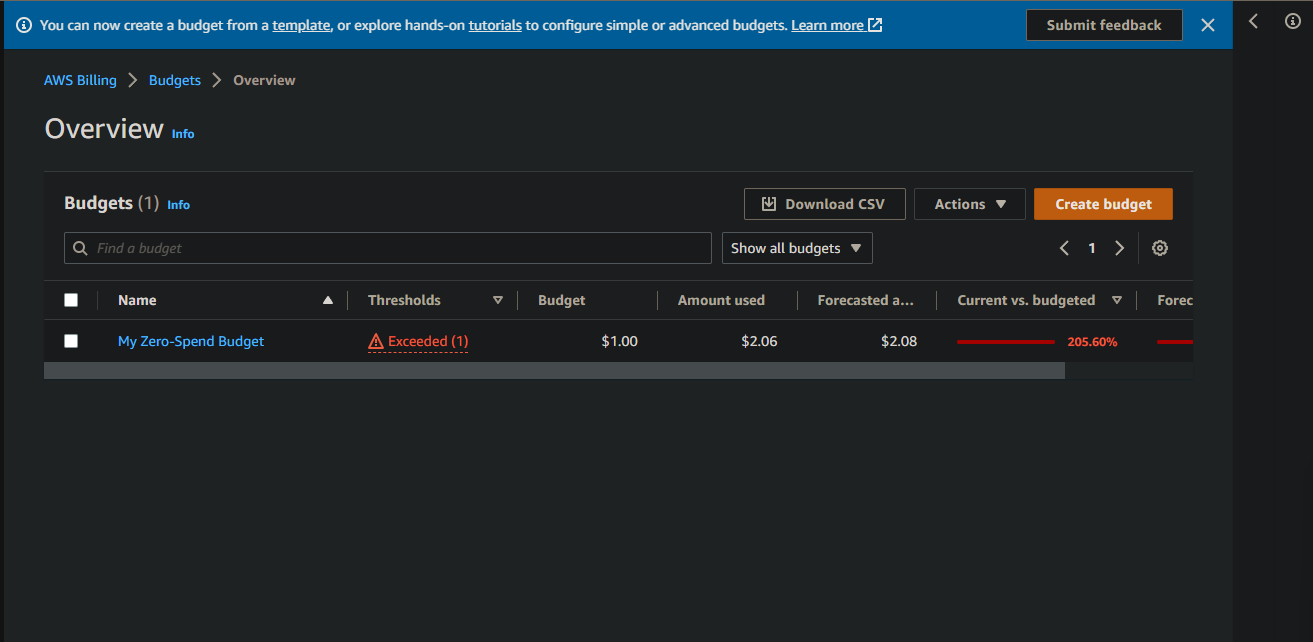 You can now create a budget from a template, or explore hands-on tutorials to configure simple or advanced budgets. Learn more
Submit feedback
AWS Billing
Budgets
Overview
Overview Info
Budgets (1) Info
Download CSV
Actions
Create budget
Find a budget
Show all budgets
1
Name Thresholds Budget Amount used Forecasted a... Current vs. budgeted Forec
My Zero-Spend Budget Exceeded (1) $1.00 $2.06 $2.08 205.60%